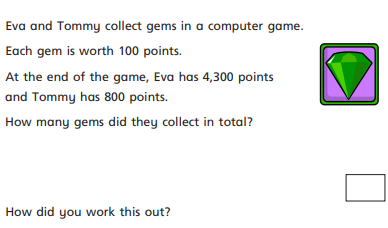 Eva and Tommy collect gems in a computer game.
Each gem is worth 100 points.
At the end of the game, Eva has 4,300 points
and Tommy has 800 points.
How many gems did they collect in total?
How did you work this out?